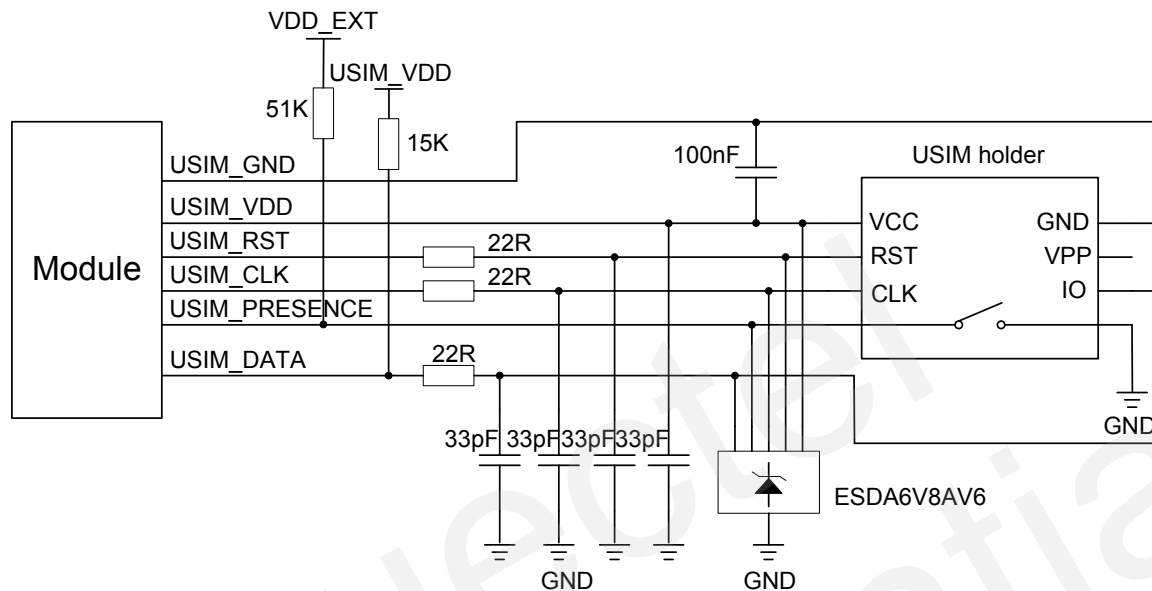 VDD_EXT
USIM_VDD
51K
15K
Module
USIM_GND
USIM_VDD
USIM_RST
USIM_CLK
USIM_PRESENCE
USIM_DATA
22R
22R
22R
100nF
USIM holder
VCC
RST
CLK
GND
VPP
IO
GND
33pF
33pF
33pF
33pF
ESDA6V8AV6
GND
GND